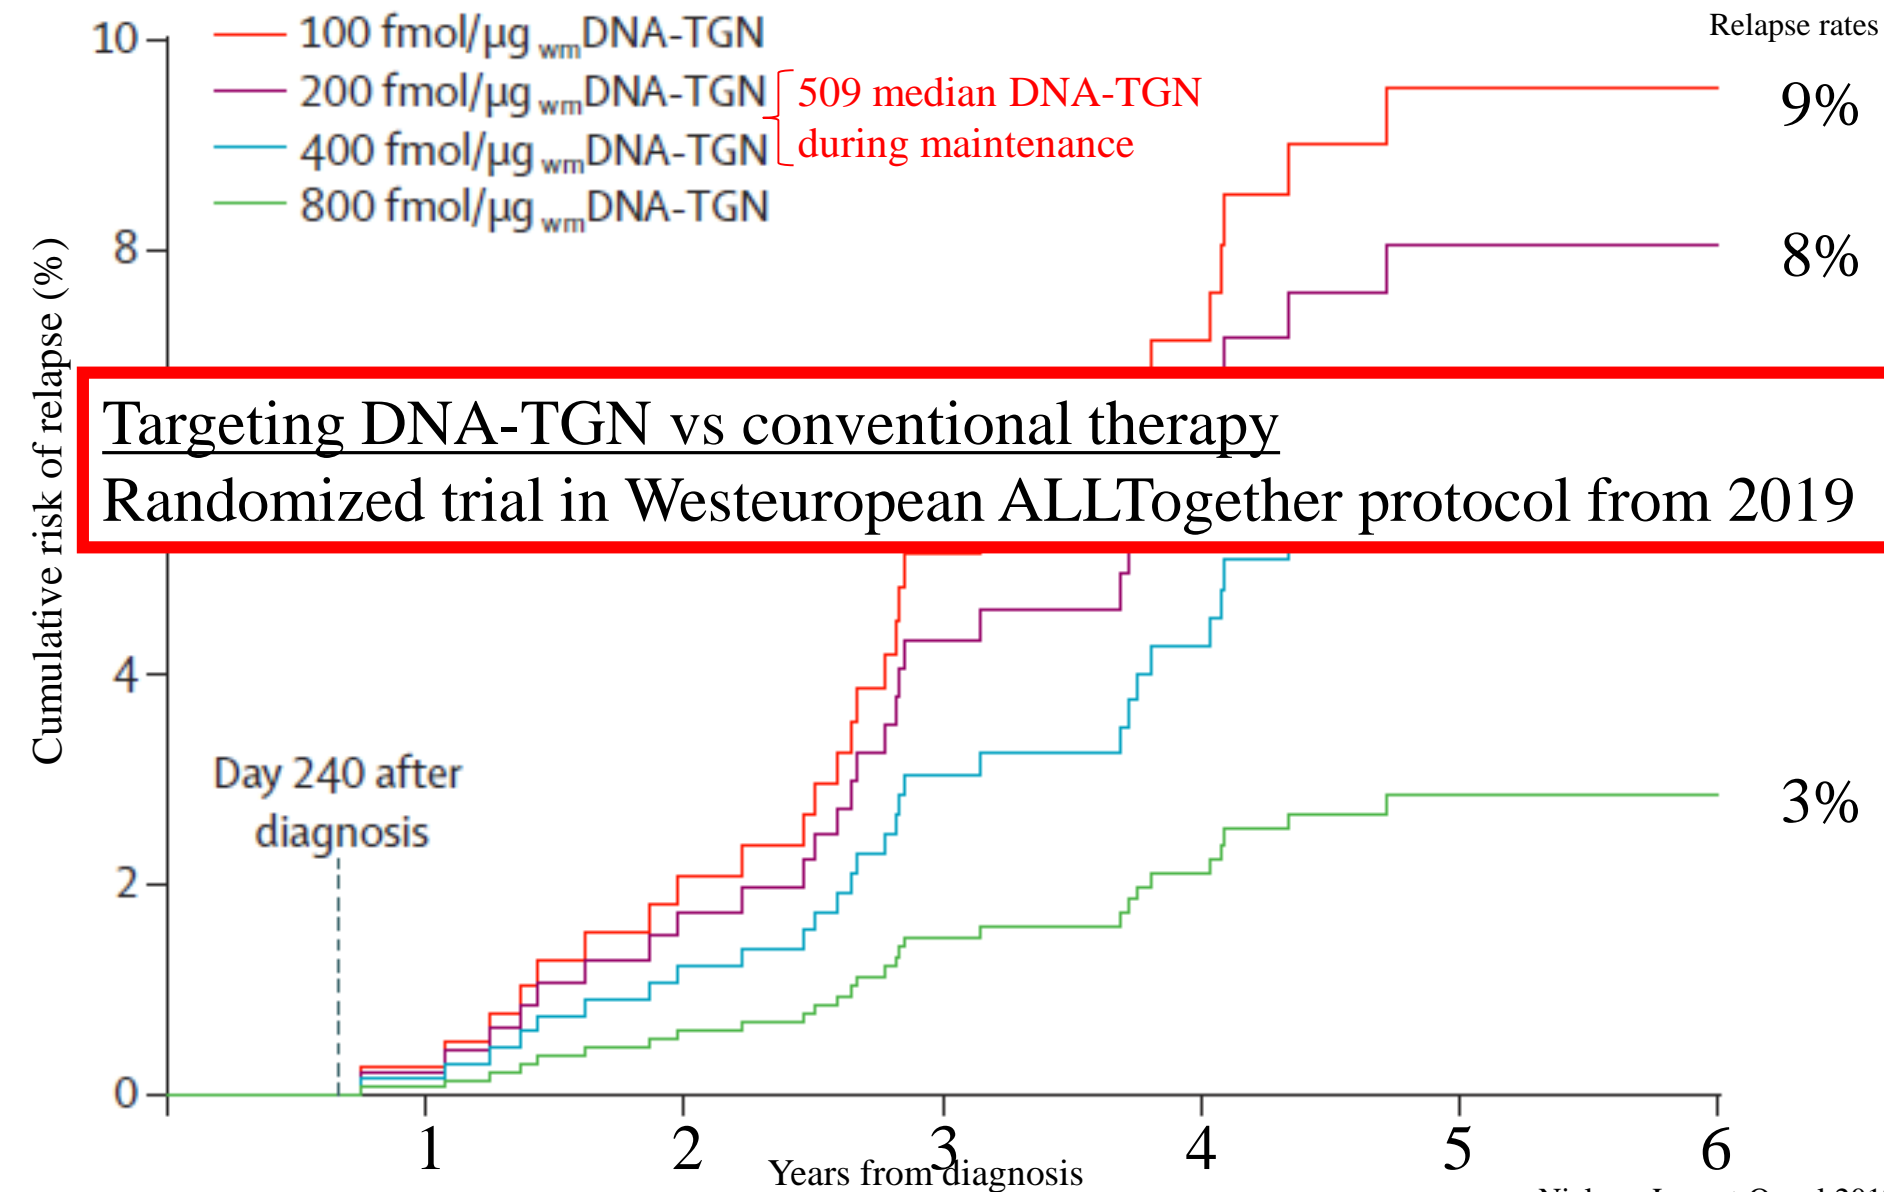 Relapse rates
10
100 fmol/µg wmDNA-TGN
200 fmol/µg wmDNA-TGN
400 fmol/µg wmDNA-TGN
800 fmol/µg wmDNA-TGN
509 median DNA-TGN
during maintenance
9%
8
8%
Cumulative risk of relapse (%)
Targeting DNA-TGN vs conventional therapy
Randomized trial in Westeuropean ALLTogether protocol from 2019
4
Day 240 after
diagnosis
3%
2
0
1 2 3 4 5 6
Years from diagnosis